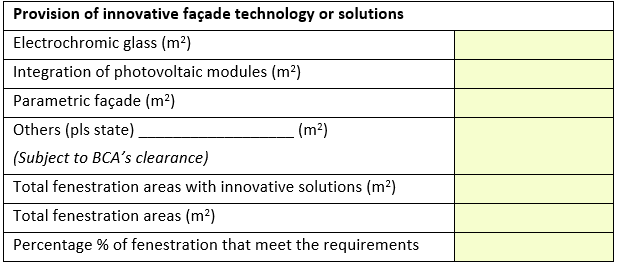 Provision of innovative façade technology or solutions
Electrochromic glass (m²)
Integration of photovoltaic modules (m²)
Parametric façade (m²)
Others (pls state) __________________ (m²)
(Subject to BCA’s clearance)
Total fenestration areas with innovative solutions (m²)
Total fenestration areas (m²)
Percentage % of fenestration that meet the requirements